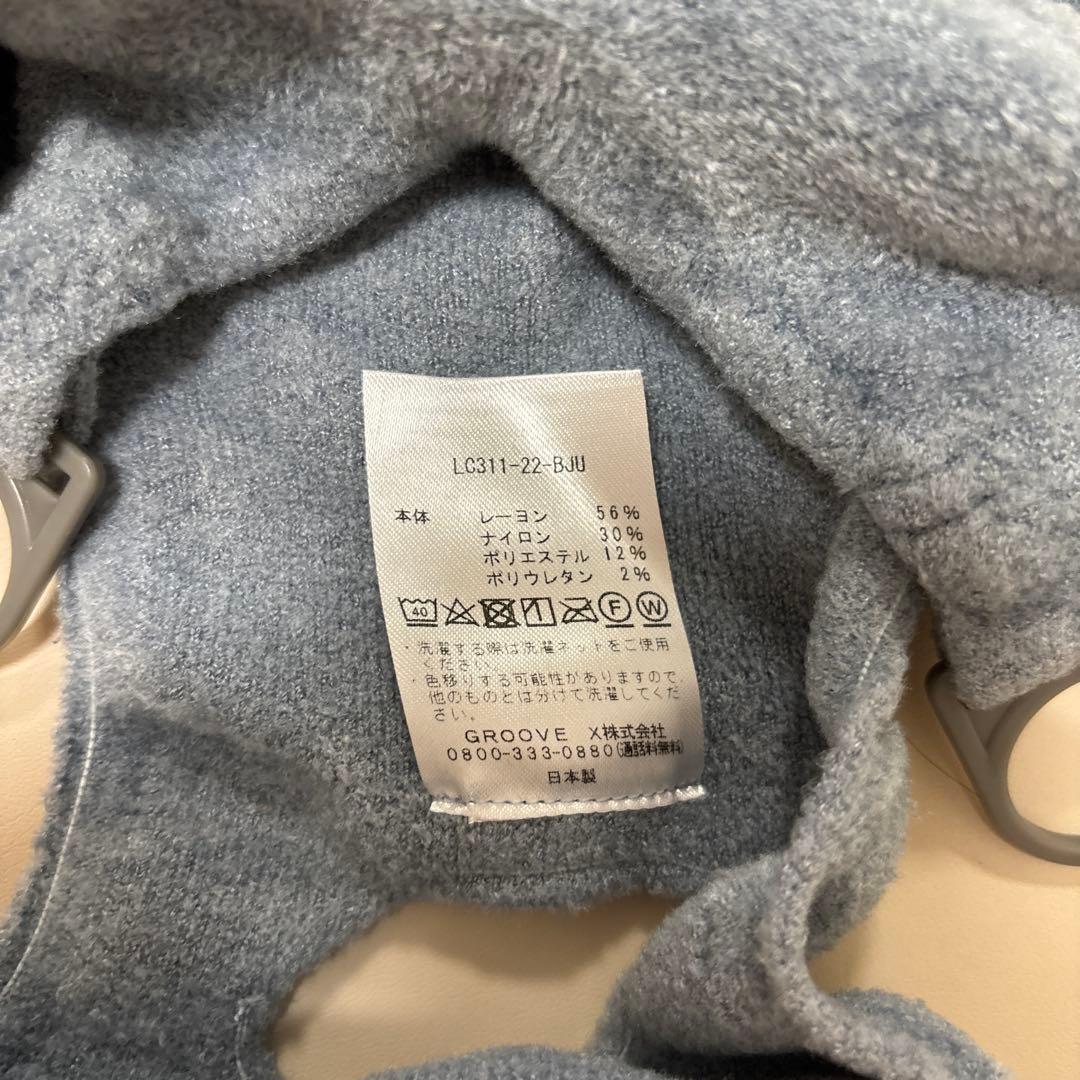 LC311-22-BJU
本体 レーヨン 56%
ナイロン 30%
ポリエステル 12%
ポリウレタン 2%
40 F W
・洗濯する際は洗濯ネットをご使用
ください。
・色移りする可能性がありますので、
他のものとは分けて洗濯してくだ
さい。
GROOVE X株式会社
0800-333-0880(通話料無料)
日本製